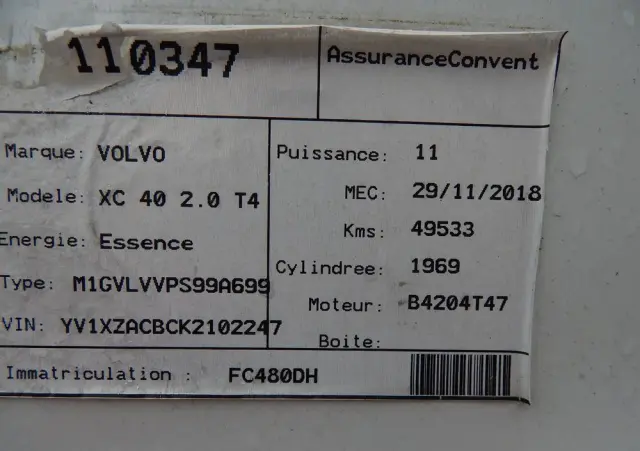 110347
AssuranceConvent
Marque: VOLVO
Modele: XC 40 2.0 T4
Energie: Essence
Type: M1GVLVVPS99A699
VIN: YV1XZACBCK2102247
Puissance: 11
MEC: 29/11/2018
Kms: 49533
Cylindree: 1969
Moteur: B4204T47
Boite:
Immatriculation : FC480DH